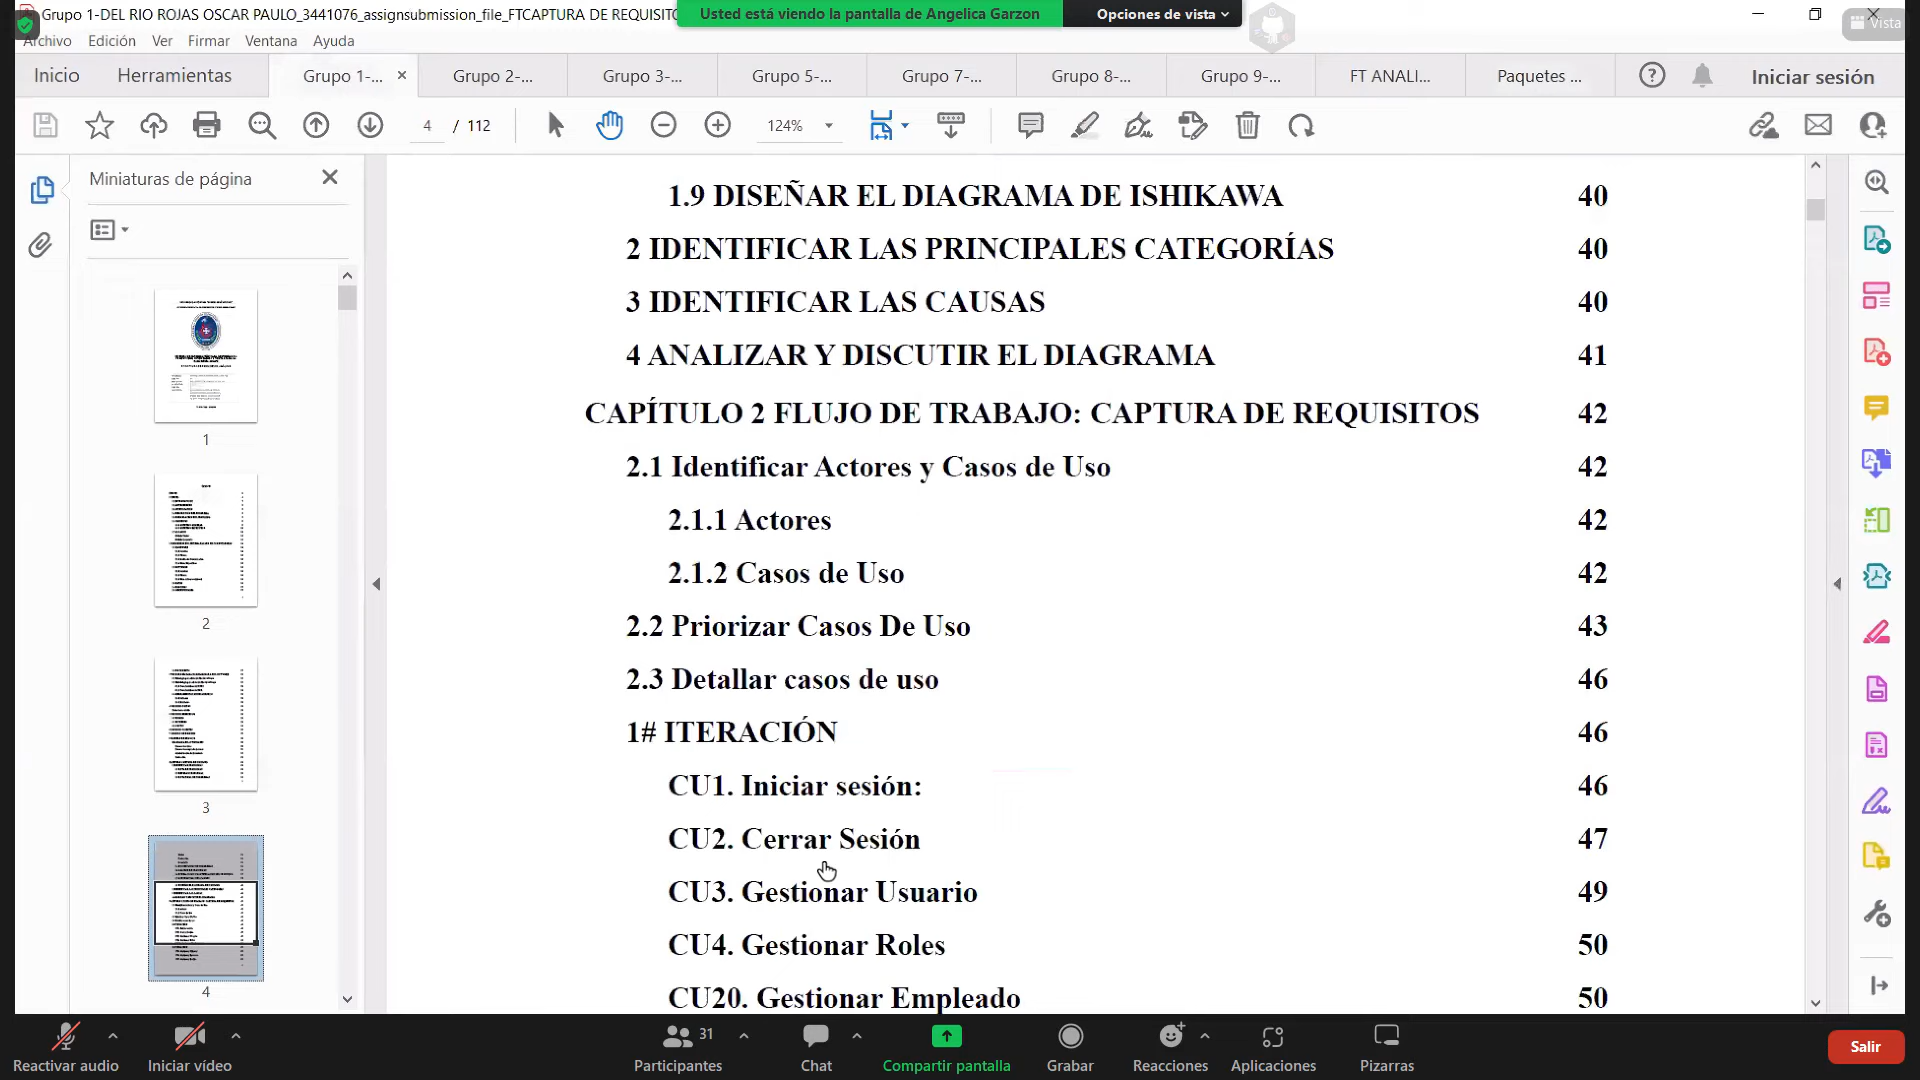 Grupo 1-DEL RIO ROJAS OSCAR PAULO_3441076_assignsubmission_file_FTCAPTURA DE REQUISITO
Usted está viendo la pantalla de Angelica Garzon
Opciones de vista
Vista
Archivo Edición Ver Firmar Ventana Ayuda
Inicio Herramientas Grupo 1-... Grupo 2-... Grupo 3-... Grupo 5-... Grupo 7-... Grupo 8-... Grupo 9-... FT ANALI... Paquetes ... Iniciar sesión
4 / 112 124%
Miniaturas de página
1
2
3
4
1.9 DISEÑAR EL DIAGRAMA DE ISHIKAWA 40
2 IDENTIFICAR LAS PRINCIPALES CATEGORÍAS 40
3 IDENTIFICAR LAS CAUSAS 40
4 ANALIZAR Y DISCUTIR EL DIAGRAMA 41
CAPÍTULO 2 FLUJO DE TRABAJO: CAPTURA DE REQUISITOS 42
2.1 Identificar Actores y Casos de Uso 42
2.1.1 Actores 42
2.1.2 Casos de Uso 42
2.2 Priorizar Casos De Uso 43
2.3 Detallar casos de uso 46
1# ITERACIÓN 46
CU1. Iniciar sesión: 46
CU2. Cerrar Sesión 47
CU3. Gestionar Usuario 49
CU4. Gestionar Roles 50
CU20. Gestionar Empleado 50
Reactivar audio Iniciar vídeo Participantes 31 Chat Compartir pantalla Grabar Reacciones Aplicaciones Pizarras Salir